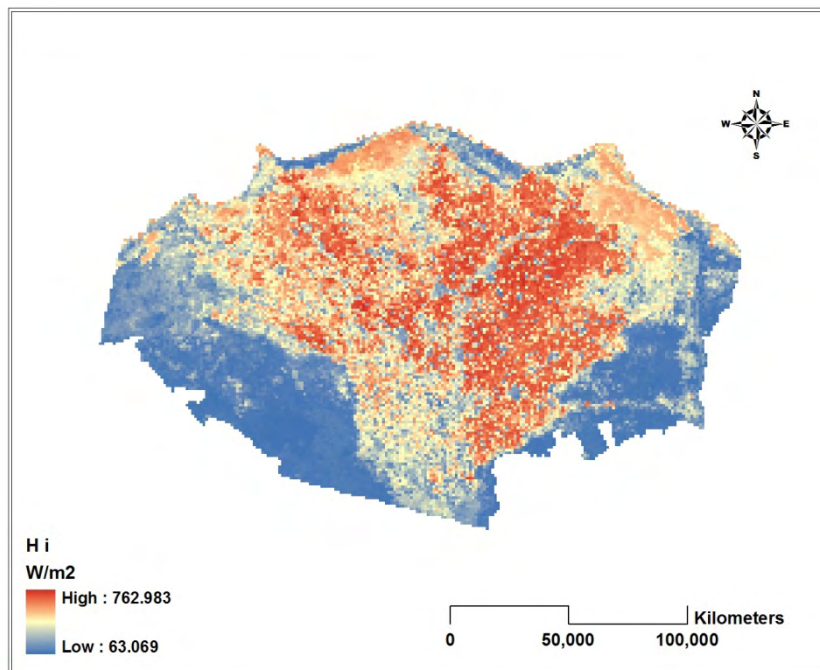 N
W E
S
H i
W/m2
High : 762.983
Low : 63.069
Kilometers
0 50,000 100,000